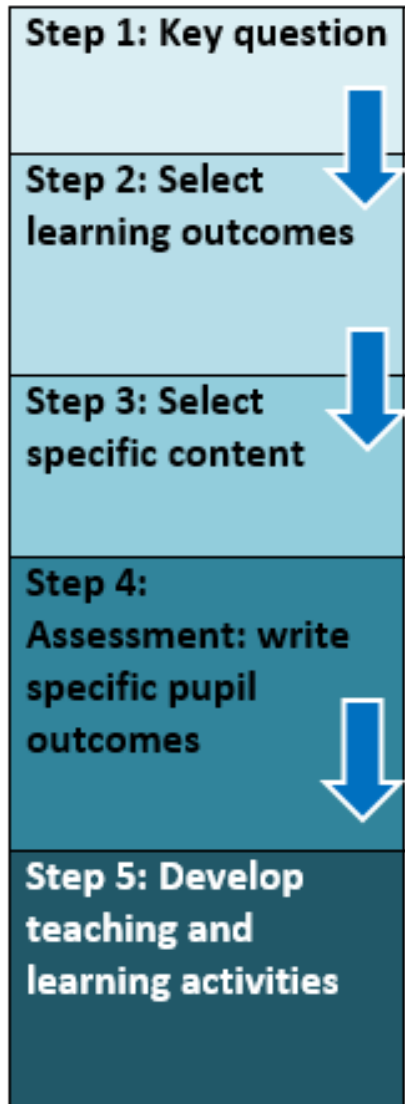 Step 1: Key question
Step 2: Select
learning outcomes
Step 3: Select
specific content
Step 4:
Assessment: write
specific pupil
outcomes
Step 5: Develop
teaching and
learning activities